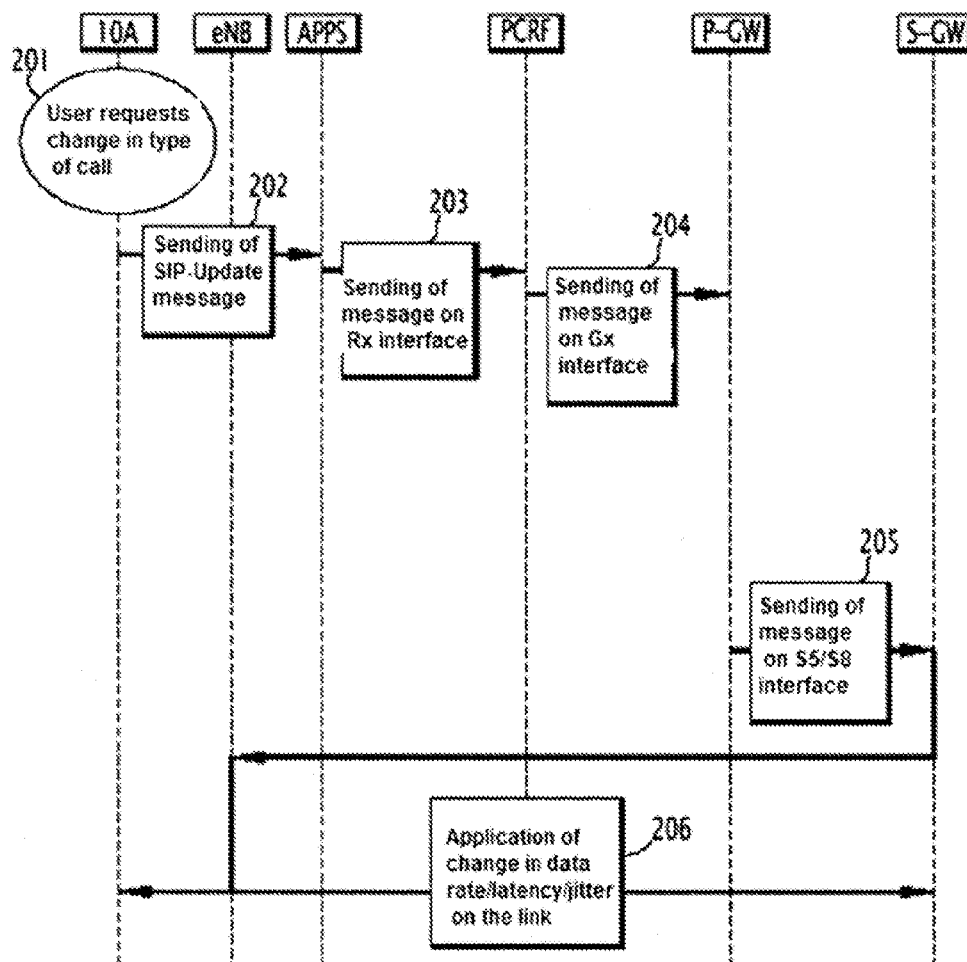 10A
eNB
APPS
PCRF
P-GW
S-GW
201
User requests
change in type
of call
202
Sending of
SIP-Update
message
203
Sending of
message on
Rx interface
204
Sending of
message
on Gx
interface
205
Sending of
message
on S5/S8
interface
206
Application of
change in data
rate/latency/jitter
on the link